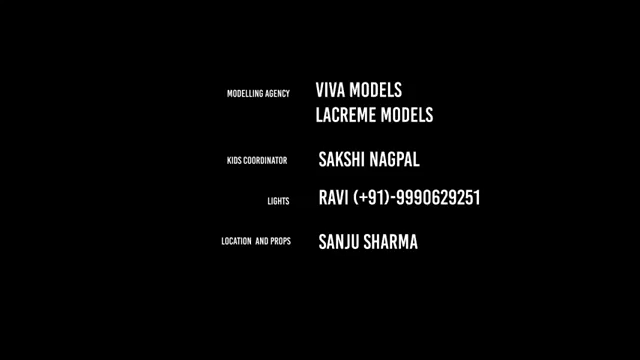 MODELLING AGENCY VIVA MODELS
LACREME MODELS
KIDS COORDINATOR SAKSHI NAGPAL
LIGHTS RAVI (+91)-9990629251
LOCATION AND PROPS SANJU SHARMA